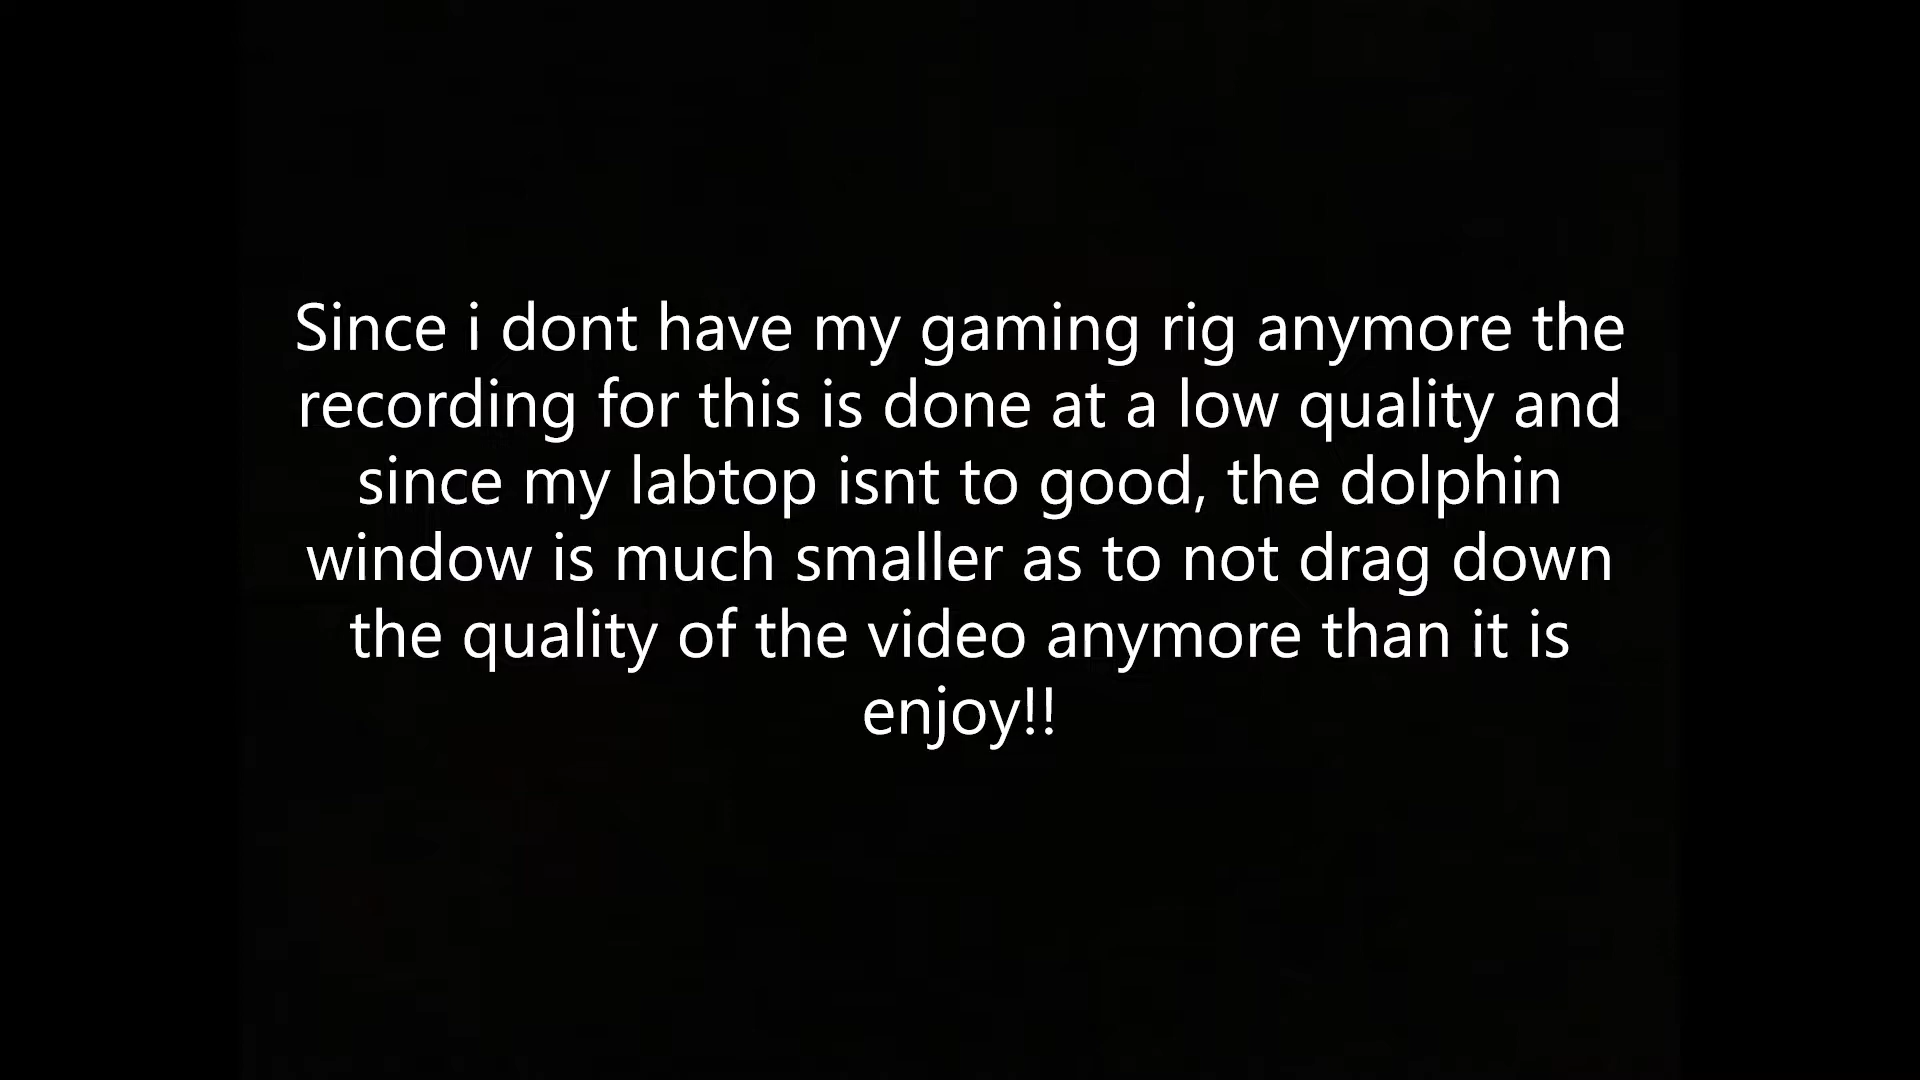 Since i dont have my gaming rig anymore the
recording for this is done at a low quality and
since my labtop isnt to good, the dolphin
window is much smaller as to not drag down
the quality of the video anymore than it is
enjoy!!